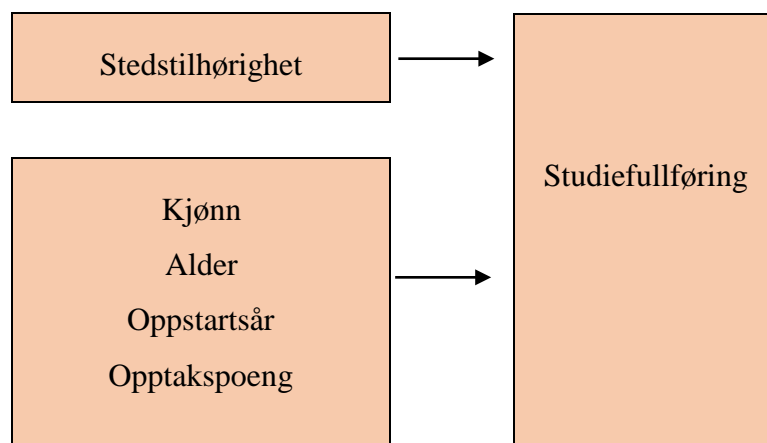 Stedstilhørighet
Kjønn
Alder
Oppstartsår
Opptakspoeng
Studiefullføring